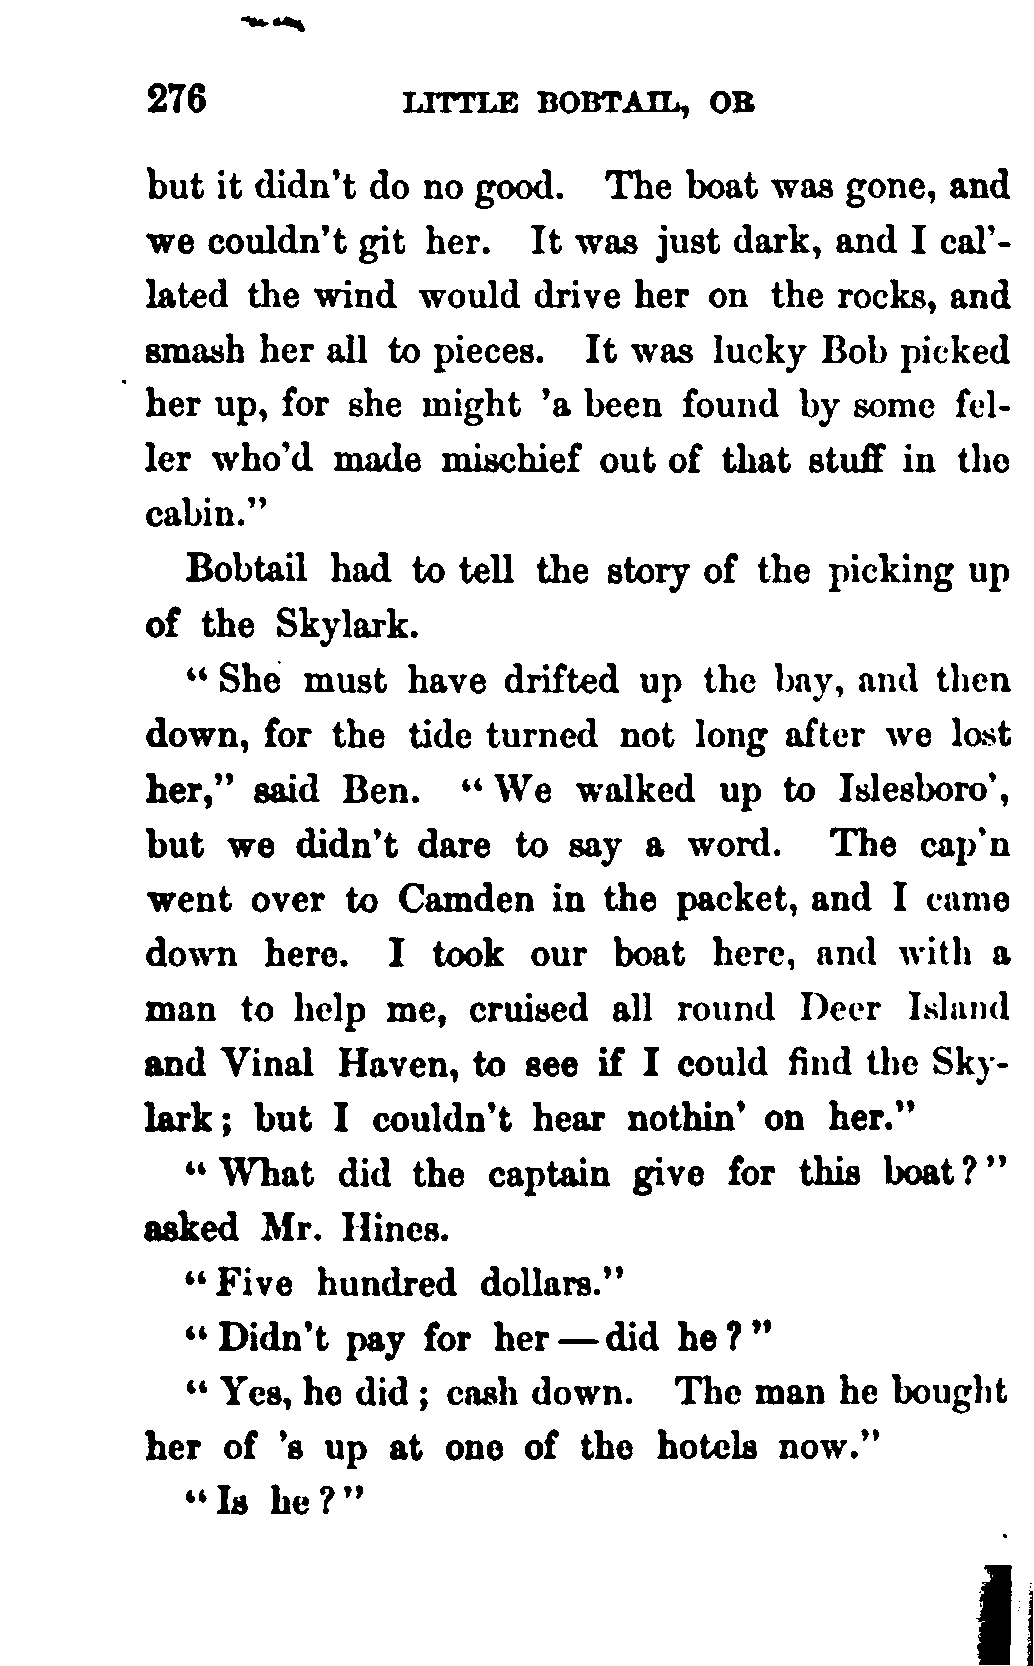 276 LITTLE BOBTAIL, OR
but it didn't do no good. The boat was gone, and
we couldn't git her. It was just dark, and I cal'-
lated the wind would drive her on the rocks, and
smash her all to pieces. It was lucky Bob picked
her up, for she might 'a been found by some fel-
ler who'd made mischief out of that stuff in the
cabin."
Bobtail had to tell the story of the picking up
of the Skylark.
"She must have drifted up the bay, and then
down, for the tide turned not long after we lost
her," said Ben. "We walked up to Islesboro',
but we didn't dare to say a word. The cap'n
went over to Camden in the packet, and I came
down here. I took our boat here, and with a
man to help me, cruised all round Deer Island
and Vinal Haven, to see if I could find the Sky-
lark; but I couldn't hear nothin' on her."
"What did the captain give for this boat?"
asked Mr. Hines.
"Five hundred dollars."
"Didn't pay for her — did he?"
"Yes, he did; cash down. The man he bought
her of 's up at one of the hotels now."
"Is he?"